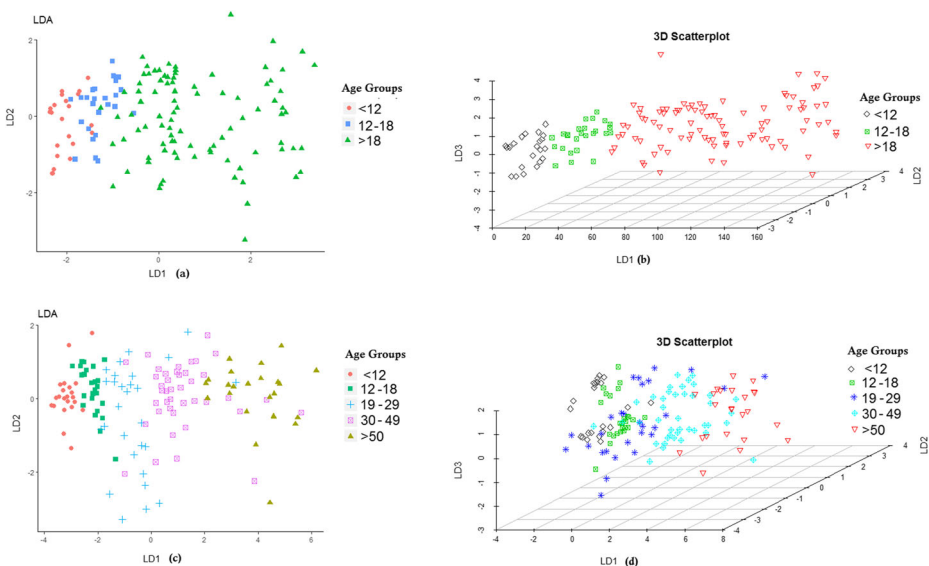 LDA
2
0
-2
LD2
-2
0
2
LD1 (a)
Age Groups
<12
12-18
>18
3D Scatterplot
4
3
2
1
0
-1
-2
-3
-4
LD3
0 20 40 60 80 100 120 140 160
LD1 (b)
-3
-2
-1
0
1
2
3
4
LD2
Age Groups
<12
12-18
>18
LDA
2
0
-2
LD2
-4 -2 0 2 4 6
LD1 (c)
Age Groups
<12
12-18
19-29
30-49
>50
3D Scatterplot
4
3
2
1
0
-1
-2
-3
LD3
-4 -2 0 2 4 6 8
LD1 (d)
-4
-3
-2
-1
0
1
2
3
4
LD2
Age Groups
<12
12-18
19-29
30-49
>50